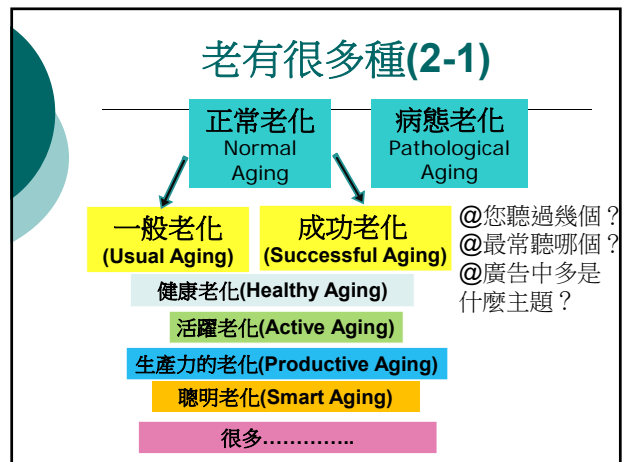 老有很多種(2-1)
正常老化
Normal
Aging
病態老化
Pathological
Aging
一般老化
(Usual Aging)
成功老化
(Successful Aging)
@您聽過幾個？
@最常聽哪個？
@廣告中多是
什麼主題？
健康老化(Healthy Aging)
活躍老化(Active Aging)
生產力的老化(Productive Aging)
聰明老化(Smart Aging)
很多…………..